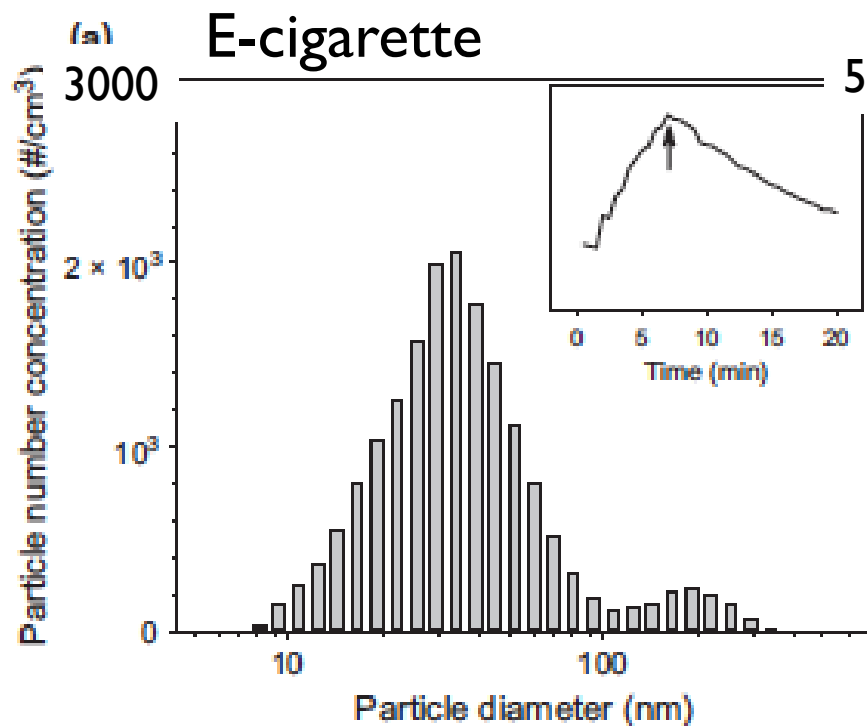 (a) E-cigarette
3000
5
Particle number concentration (#/cm³)
2 × 10³
10³
0
0 5 10 15 20
Time (min)
10 100
Particle diameter (nm)